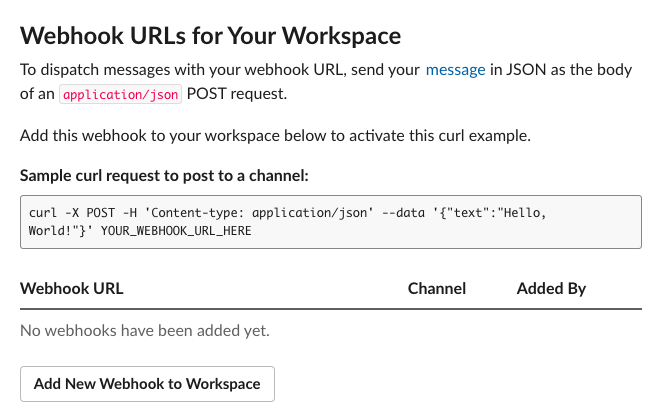 Webhook URLs for Your Workspace
To dispatch messages with your webhook URL, send your message in JSON as the body
of an application/json POST request.
Add this webhook to your workspace below to activate this curl example.
Sample curl request to post to a channel:
curl -X POST -H 'Content-type: application/json' --data '{"text":"Hello,
World!"}' YOUR_WEBHOOK_URL_HERE
Webhook URL Channel Added By
No webhooks have been added yet.
Add New Webhook to Workspace